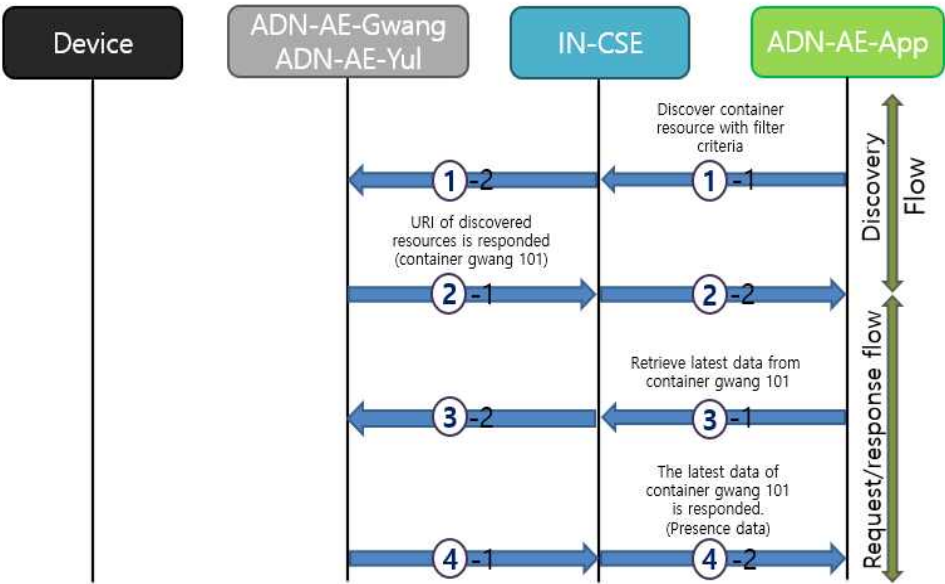 Device
ADN-AE-Gwang
ADN-AE-Yul
IN-CSE
ADN-AE-App
Discover container
resource with filter
criteria
1-2
1-1
URI of discovered
resources is responded
(container gwang 101)
2-1
2-2
Discovery
Flow
Retrieve latest data from
container gwang 101
3-2
3-1
The latest data of
container gwang 101
is responded.
(Presence data)
4-1
4-2
Request/response flow